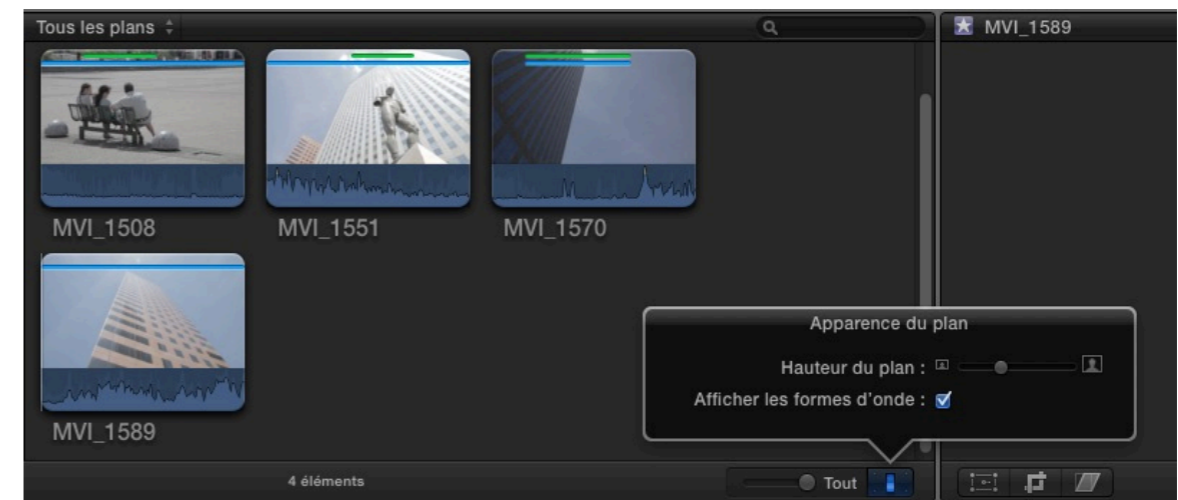 Tous les plans
MVI_1589
MVI_1508
MVI_1551
MVI_1570
MVI_1589
Apparence du plan
Hauteur du plan :
Afficher les formes d'onde :
4 éléments
Tout